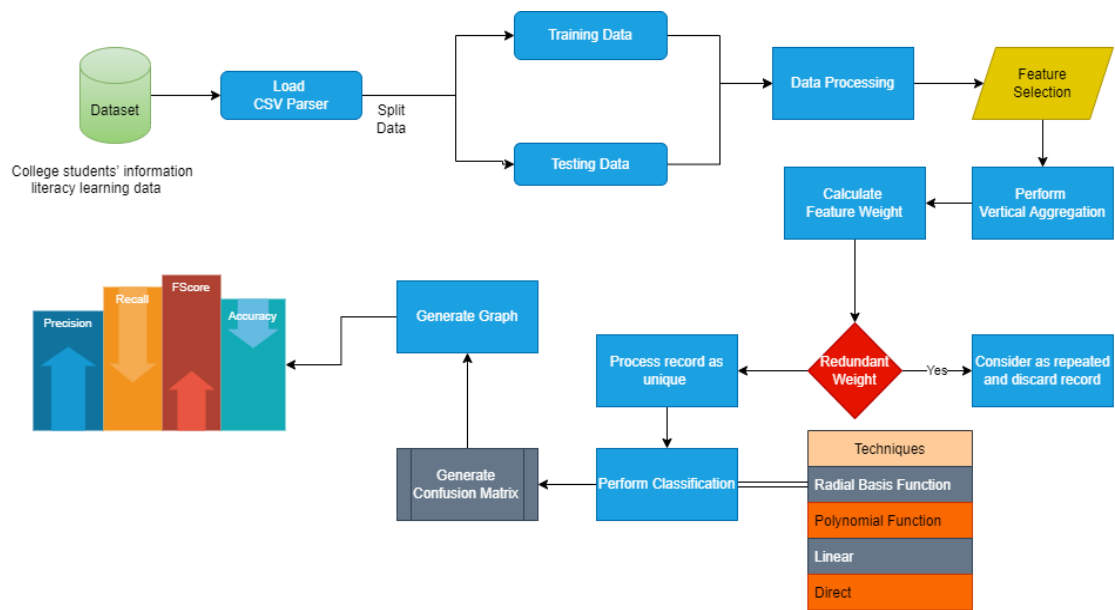 Dataset
College students' information
literacy learning data
Load
CSV Parser
Split
Data
Training Data
Testing Data
Data Processing
Feature
Selection
Perform
Vertical Aggregation
Calculate
Feature Weight
Redundant
Weight
Yes
Consider as repeated
and discard record
Process record as
unique
Perform Classification
Techniques
Radial Basis Function
Polynomial Function
Linear
Direct
Generate
Confusion Matrix
Generate Graph
Precision
Recall
FScore
Accuracy